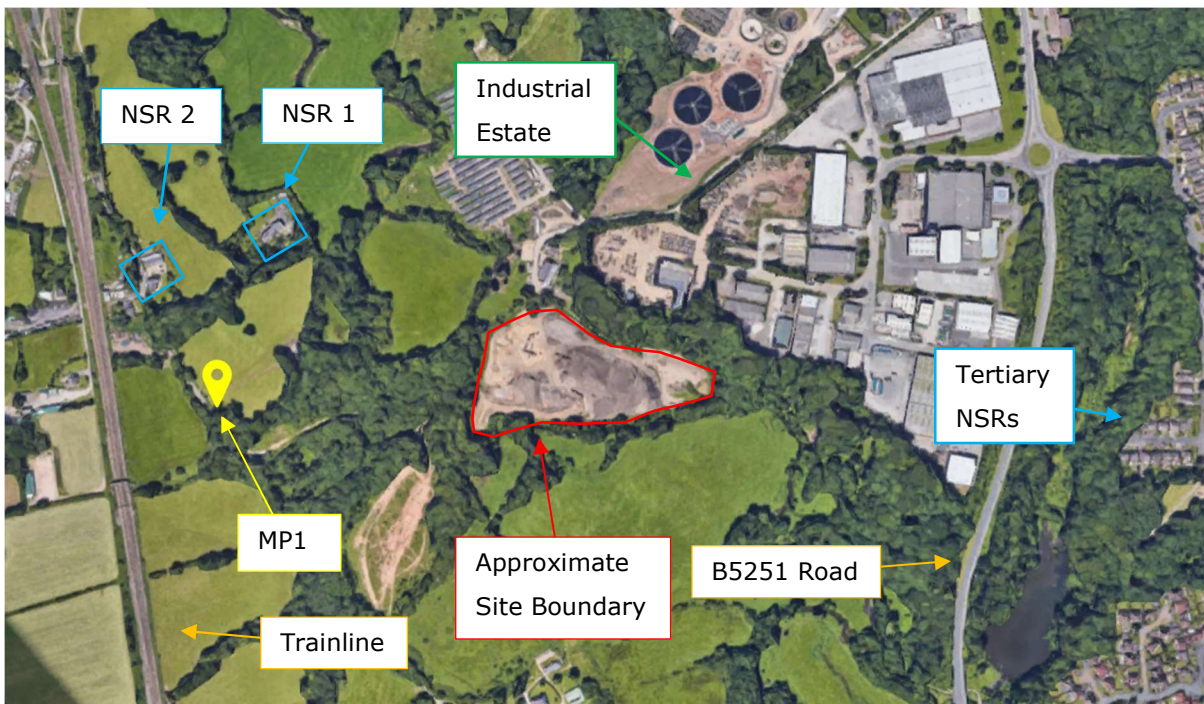 Industrial
Estate
NSR 2
NSR 1
Tertiary
NSRs
MP1
Approximate
Site Boundary
B5251 Road
Trainline